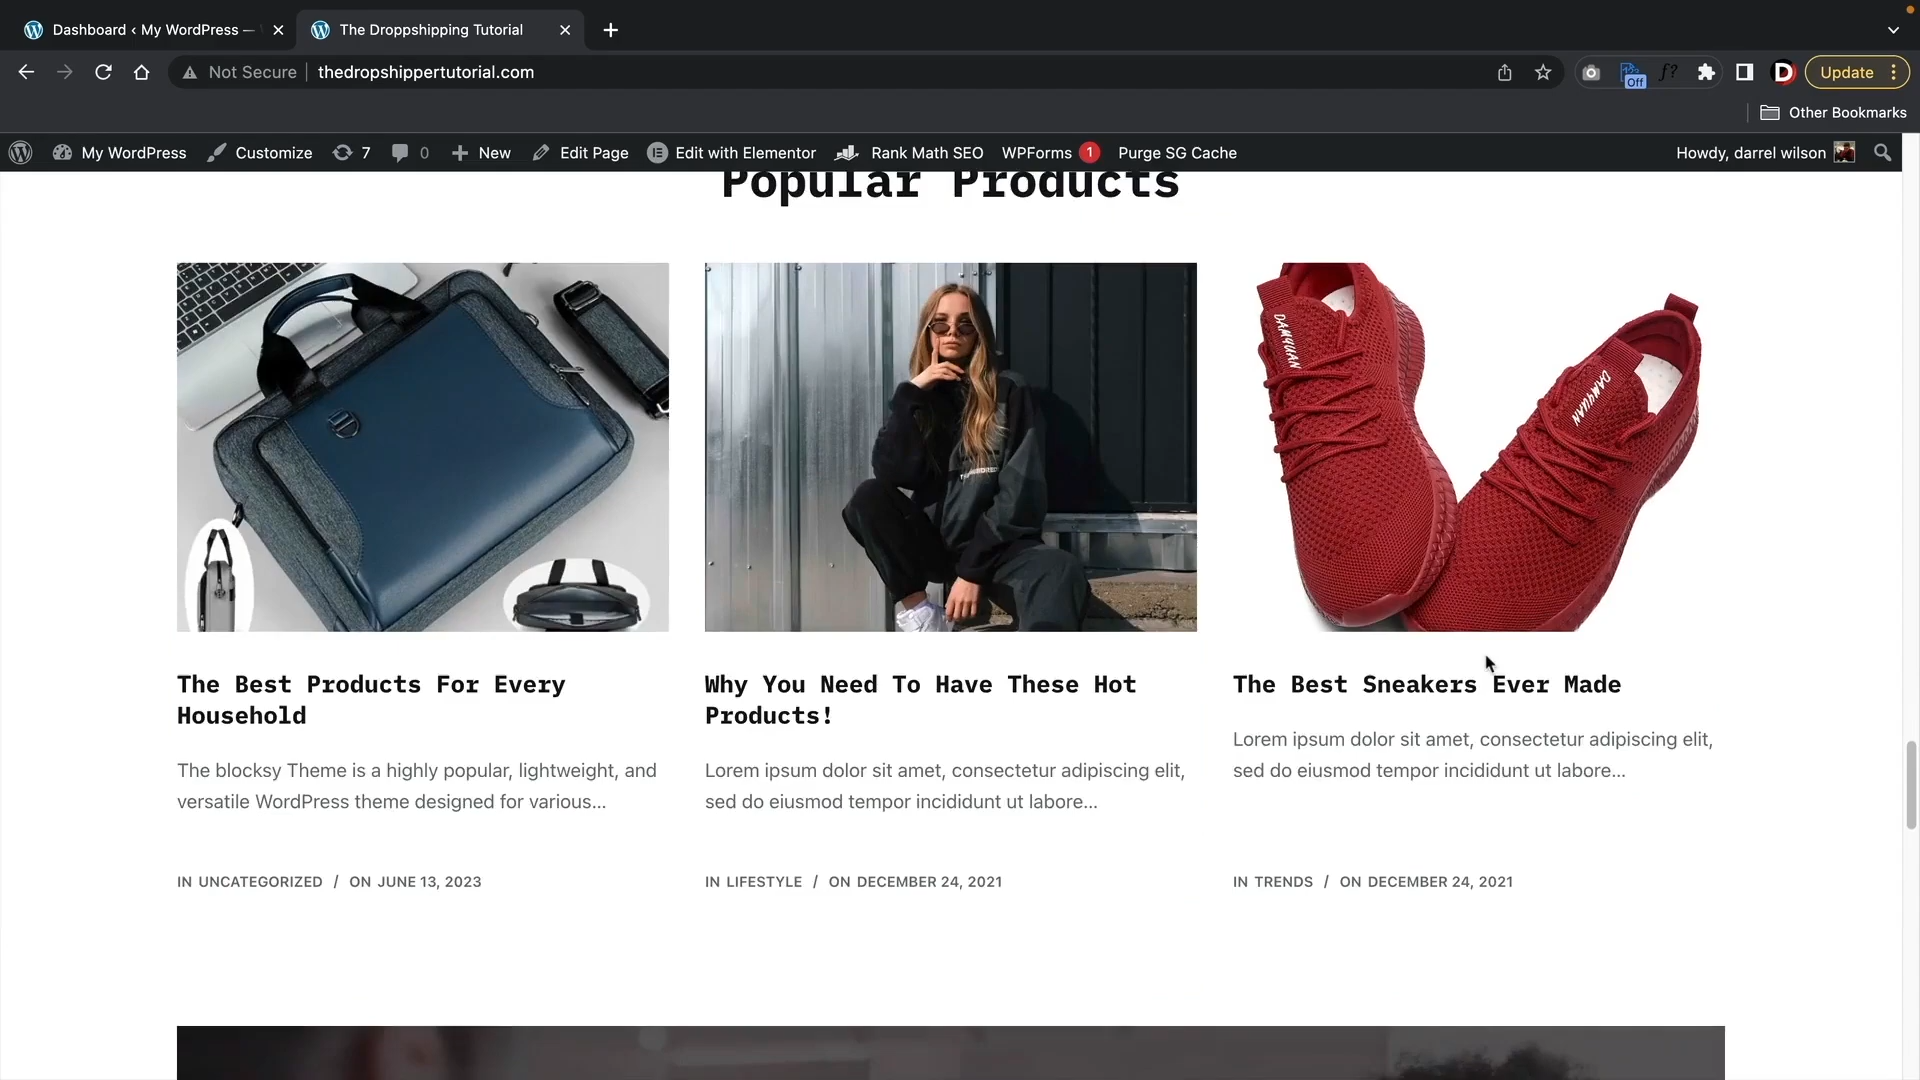 Dashboard ‹ My WordPress —
The Droppshipping Tutorial
Not Secure
thedropshippertutorial.com
Off
f?
D
Update
Other Bookmarks
My WordPress
Customize
7
0
New
Edit Page
Edit with Elementor
Rank Math SEO
WPForms 1
Purge SG Cache
Howdy, darrel wilson
Popular Products
DAMYUAN
DAMYUAN
The Best Products For Every
Household
The blocksy Theme is a highly popular, lightweight, and
versatile WordPress theme designed for various...
IN UNCATEGORIZED / ON JUNE 13, 2023
Why You Need To Have These Hot
Products!
Lorem ipsum dolor sit amet, consectetur adipiscing elit,
sed do eiusmod tempor incididunt ut labore...
IN LIFESTYLE / ON DECEMBER 24, 2021
The Best Sneakers Ever Made
Lorem ipsum dolor sit amet, consectetur adipiscing elit,
sed do eiusmod tempor incididunt ut labore...
IN TRENDS / ON DECEMBER 24, 2021